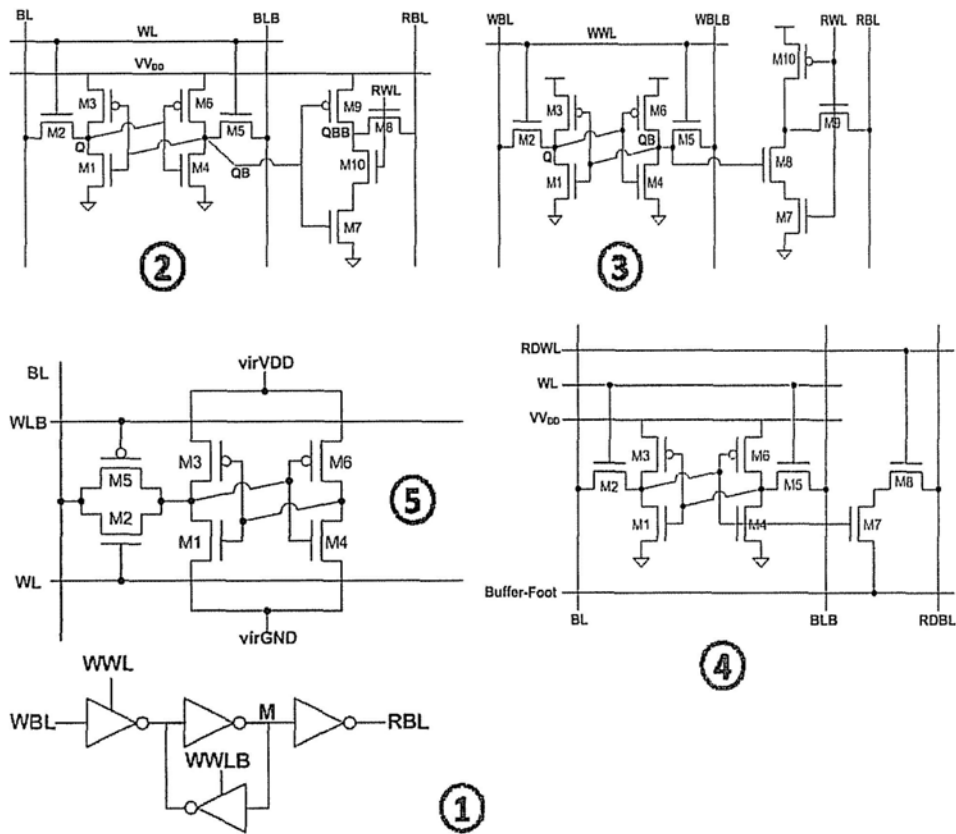 BL BLB RBL
WL
VVDD
M3 M6 M9 RWL
M2 M5 QBB M8
Q
M1 M4 M10
QB
M7
②
WBL WBLB RWL RBL
WWL
M10
M3 M6
M2 QB M5 M9
Q
M1 M4 M8
M7
③
BL virVDD
WLB
M3 M6
M5
M2
M1 M4
WL
virGND
⑤
RDWL
WL
VVDD
M3 M6 M8
M2 M5
M1 M4 M7
Buffer-Foot
BL BLB RDBL
④
WWL
WBL M RBL
WWLB
①